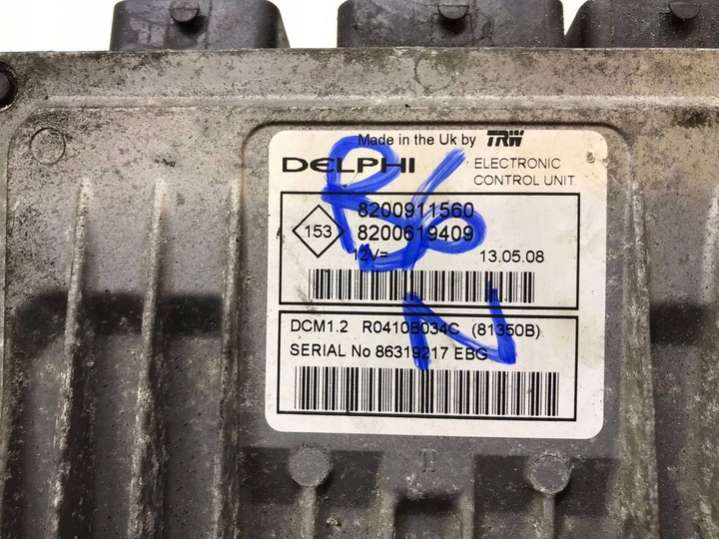 Made in the Uk by TRW
DELPHI ELECTRONIC
CONTROL UNIT
8200911560
153 8200619409
12V= 13.05.08
DCM1.2 R0410B034C (81350B)
SERIAL No 86319217 EBG
N